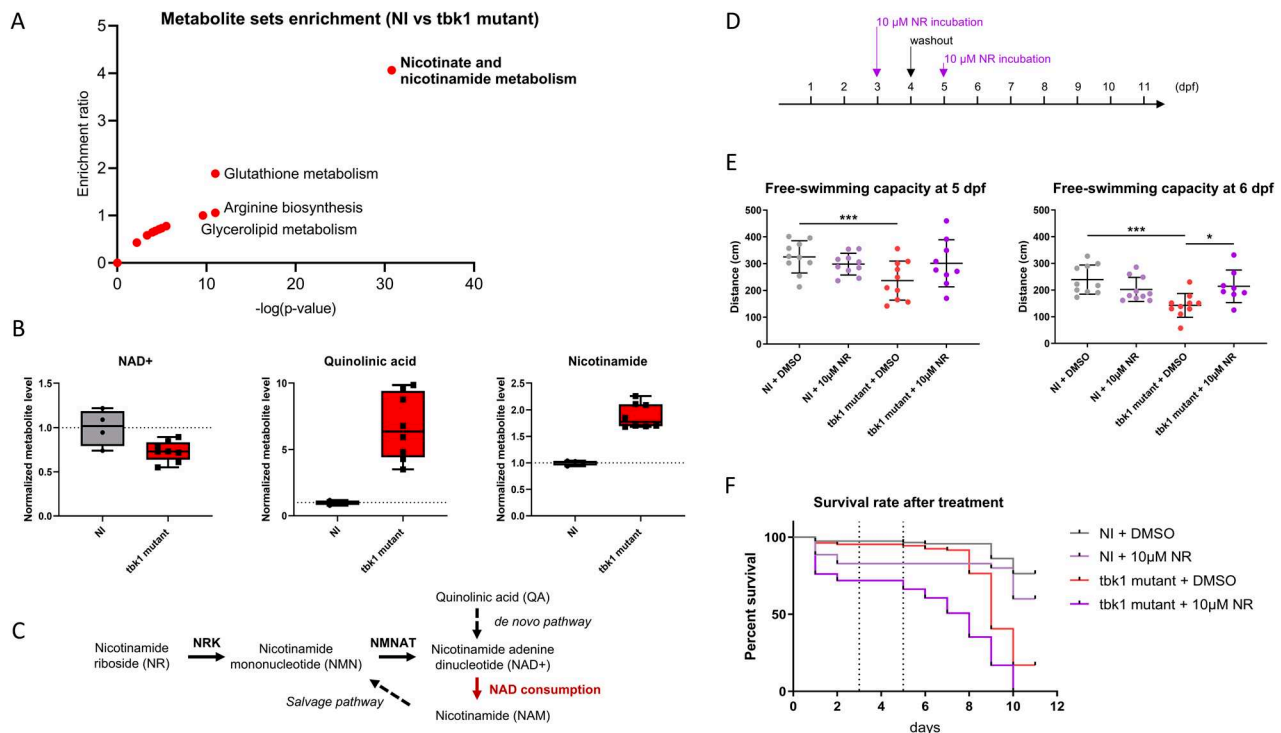 A
Metabolite sets enrichment (NI vs tbk1 mutant)
Enrichment ratio
5
4
3
2
1
0
Nicotinate and
nicotinamide metabolism
Glutathione metabolism
Arginine biosynthesis
Glycerolipid metabolism
0
10
20
30
40
-log(p-value)
B
NAD+
Normalized metabolite level
1.5
1.0
0.5
0.0
NI
tbk1 mutant
Quinolinic acid
Normalized metabolite level
10
5
0
NI
tbk1 mutant
Nicotinamide
Normalized metabolite level
2.5
2.0
1.5
1.0
0.5
0.0
NI
tbk1 mutant
C
Quinolinic acid (QA)
de novo pathway
Nicotinamide
riboside (NR)
NRK
Nicotinamide
mononucleotide (NMN)
NMNAT
Nicotinamide adenine
dinucleotide (NAD+)
NAD consumption
Salvage pathway
Nicotinamide (NAM)
D
10 µM NR incubation
washout
10 µM NR incubation
1 2 3 4 5 6 7 8 9 10 11 (dpf)
E
Free-swimming capacity at 5 dpf
Distance (cm)
500
400
300
200
100
0
***
NI + DMSO
NI + 10µM NR
tbk1 mutant + DMSO
tbk1 mutant + 10µM NR
Free-swimming capacity at 6 dpf
Distance (cm)
500
400
300
200
100
0
***
*
NI + DMSO
NI + 10µM NR
tbk1 mutant + DMSO
tbk1 mutant + 10µM NR
F
Survival rate after treatment
Percent survival
100
50
0
0 2 4 6 8 10 12
days
NI + DMSO
NI + 10µM NR
tbk1 mutant + DMSO
tbk1 mutant + 10µM NR